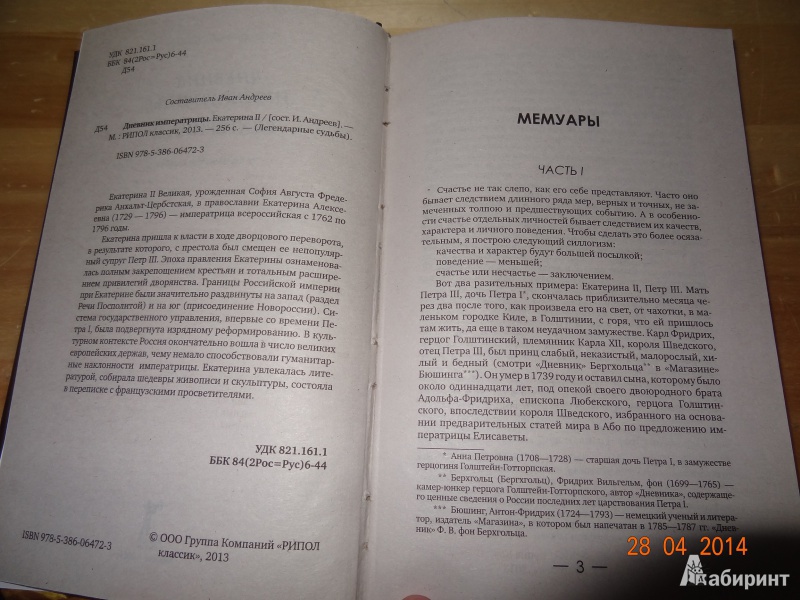 УДК 821.161.1
ББК 84(2Рос=Рус)6-44
Д54
Составитель Иван Андреев
Д54 Дневник императрицы. Екатерина II / [сост. И. Андреев]. —
М. : РИПОЛ классик, 2013. — 256 с. — (Легендарные судьбы).
ISBN 978-5-386-06472-3
Екатерина II Великая, урожденная София Августа Фреде-
рика Анхальт-Цербстская, в православии Екатерина Алексе-
евна (1729 — 1796) — императрица всероссийская с 1762 по
1796 годы.
Екатерина пришла к власти в ходе дворцового переворота,
в результате которого, с престола был смещен ее непопуляр-
ный супруг Петр III. Эпоха правления Екатерины ознаменова-
лась полным закрепощением крестьян и тотальным расшире-
нием привилегий дворянства. Границы Российской империи
при Екатерине были значительно раздвинуты на запад (раздел
Речи Посполитой) и на юг (присоединение Новороссии). Си-
стема государственного управления, впервые со времени Пе-
тра I, была подвергнута изрядному реформированию. В куль-
турном контексте Россия окончательно вошла в число великих
европейских держав, чему немало способствовали гуманитар-
ные наклонности императрицы. Екатерина увлекалась лите-
ратурой, собирала шедевры живописи и скульптуры, состояла
в переписке с французскими просветителями.
УДК 821.161.1
ББК 84(2Рос=Рус)6-44
ISBN 978-5-386-06472-3
© ООО Группа Компаний «РИПОЛ
классик», 2013
МЕМУАРЫ
ЧАСТЬ I
Счастье не так слепо, как его себе представляют. Часто оно
бывает следствием длинного ряда мер, верных и точных, не за-
меченных толпою и предшествующих событию. А в особенно-
сти счастье отдельных личностей бывает следствием их качеств,
характера и личного поведения. Чтобы сделать это более осяза-
тельным, я построю следующий силлогизм:
качества и характер будут большей посылкой;
поведение — меньшей;
счастье или несчастье — заключением.
Вот два разительных примера: Екатерина II, Петр III. Мать
Петра III, дочь Петра I*, скончалась приблизительно месяца че-
рез два после того, как произвела его на свет, от чахотки, в ма-
леньком городке Киле, в Голштинии, с горя, что ей пришлось
там жить, да еще в таком неудачном замужестве. Карл Фридрих,
герцог Голштинский, племянник Карла XII, короля Шведского,
отец Петра III, был принц слабый, неказистый, малорослый, хи-
лый и бедный (смотри «Дневник» Бергхольца** в «Магазине»
Бюшинга***). Он умер в 1739 году и оставил сына, которому было
около одиннадцати лет, под опекой своего двоюродного брата
Адольфа-Фридриха, епископа Любекского, герцога Голштин-
ского, впоследствии короля Шведского, избранного на основа-
нии предварительных статей мира в Або по предложению им-
ператрицы Елисаветы.
* Анна Петровна (1708—1728) — старшая дочь Петра I, в замужестве
герцогиня Голштейн-Готторпская.
** Берхгольц (Бергхольц), Фридрих Вильгельм, фон (1699—1765) —
камер-юнкер герцога Голштейн-Готторпского, автор «Дневника», содержаще-
го ценные сведения о России последних лет царствования Петра I.
*** Бюшинг, Антон-Фридрих (1724—1793) — немецкий ученый и литера-
тор, издатель «Магазина», в котором был напечатан в 1785—1787 гг. «Днев-
ник» Ф. В. фон Берхгольца.
— 3 —
28 04 2014
Лабиринт